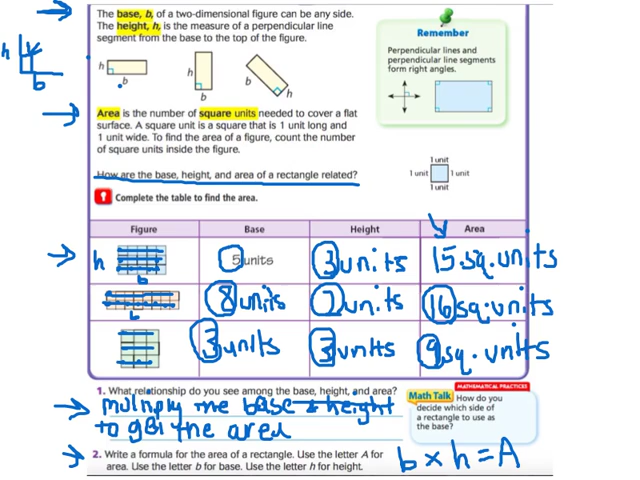 The base, b, of a two-dimensional figure can be any side.
The height, h, is the measure of a perpendicular
line segment from the base to the top of the figure.
h
b
h
b
h
b
b
h
Remember
Perpendicular lines and
perpendicular line segments
form right angles.
Area is the number of square units needed to cover a flat
surface. A square unit is a square that is 1 unit long and
1 unit wide. To find the area of a figure, count the number
of square units inside the figure.
1 unit
1 unit
1 unit
1 unit
How are the base, height, and area of a rectangle related?
Complete the table to find the area.
Figure Base Height Area
h
b
5 units 3 units 15 sq. units
b
8 units 2 units 16 sq. units
3 units 3 units 9 sq. units
1. What relationship do you see among the base, height, and area?
multiply the base & height
to get the area
MATHEMATICAL PRACTICES
Math Talk How do you
decide which side of
a rectangle to use as
the base?
2. Write a formula for the area of a rectangle. Use the letter A for
area. Use the letter b for base. Use the letter h for height.
b x h = A